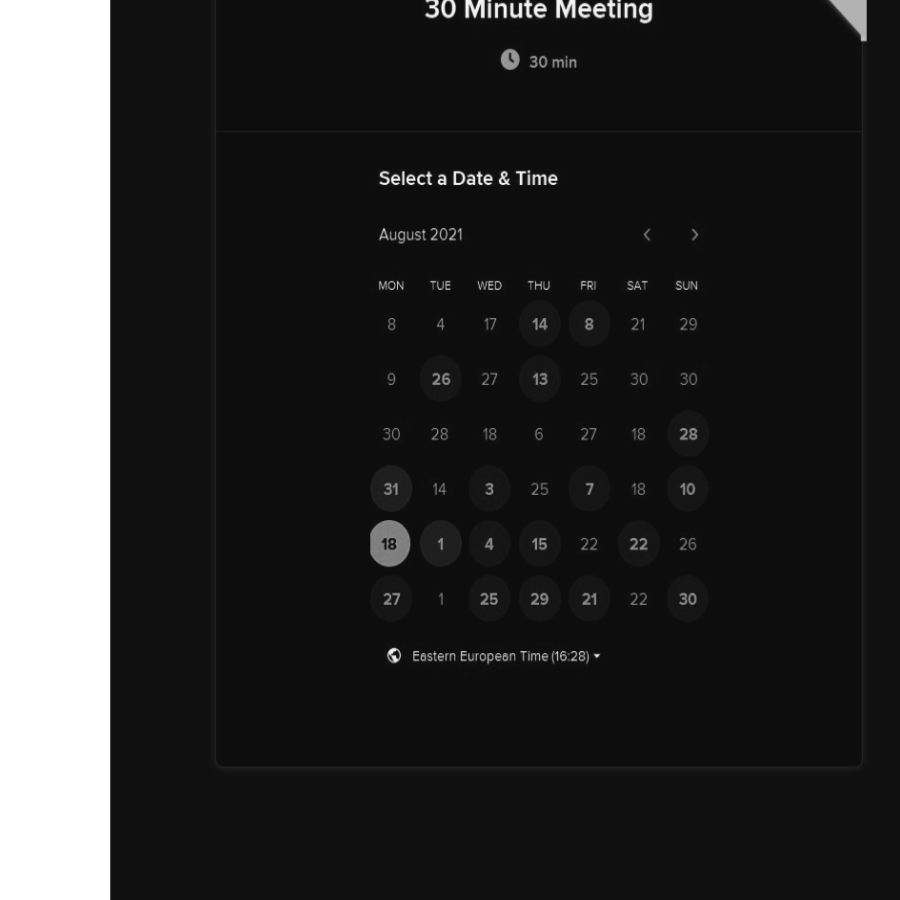 30 Minute Meeting
30 min
Select a Date & Time
August 2021
MON TUE WED THU FRI SAT SUN
8 4 17 14 8 21 29
9 26 27 13 25 30 30
30 28 18 6 27 18 28
31 14 3 25 7 18 10
18 1 4 15 22 22 26
27 1 25 29 21 22 30
Eastern European Time (16:28)